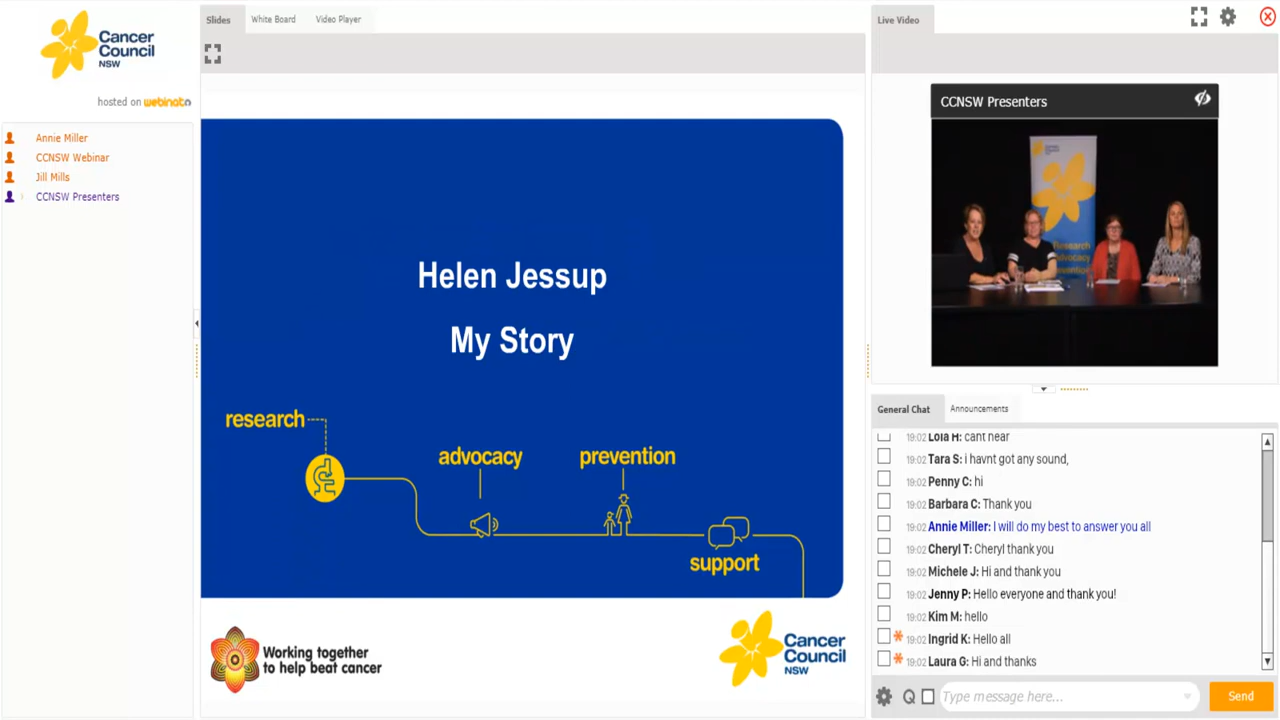 Cancer
Council
NSW
hosted on webinato
Annie Miller
CCNSW Webinar
Jill Mills
CCNSW Presenters
Slides
White Board
Video Player
Helen Jessup
My Story
research
advocacy
prevention
support
Working together
to help beat cancer
Cancer
Council
NSW
Live Video
CCNSW Presenters
Research
Advocacy
Prevention
General Chat
Announcements
19:02 Lola H: cant hear
19:02 Tara S: i havnt got any sound,
19:02 Penny C: hi
19:02 Barbara C: Thank you
19:02 Annie Miller: I will do my best to answer you all
19:02 Cheryl T: Cheryl thank you
19:02 Michele J: Hi and thank you
19:02 Jenny P: Hello everyone and thank you!
19:02 Kim M: hello
19:02 Ingrid K: Hello all
19:02 Laura G: Hi and thanks
Q
Type message here...
Send